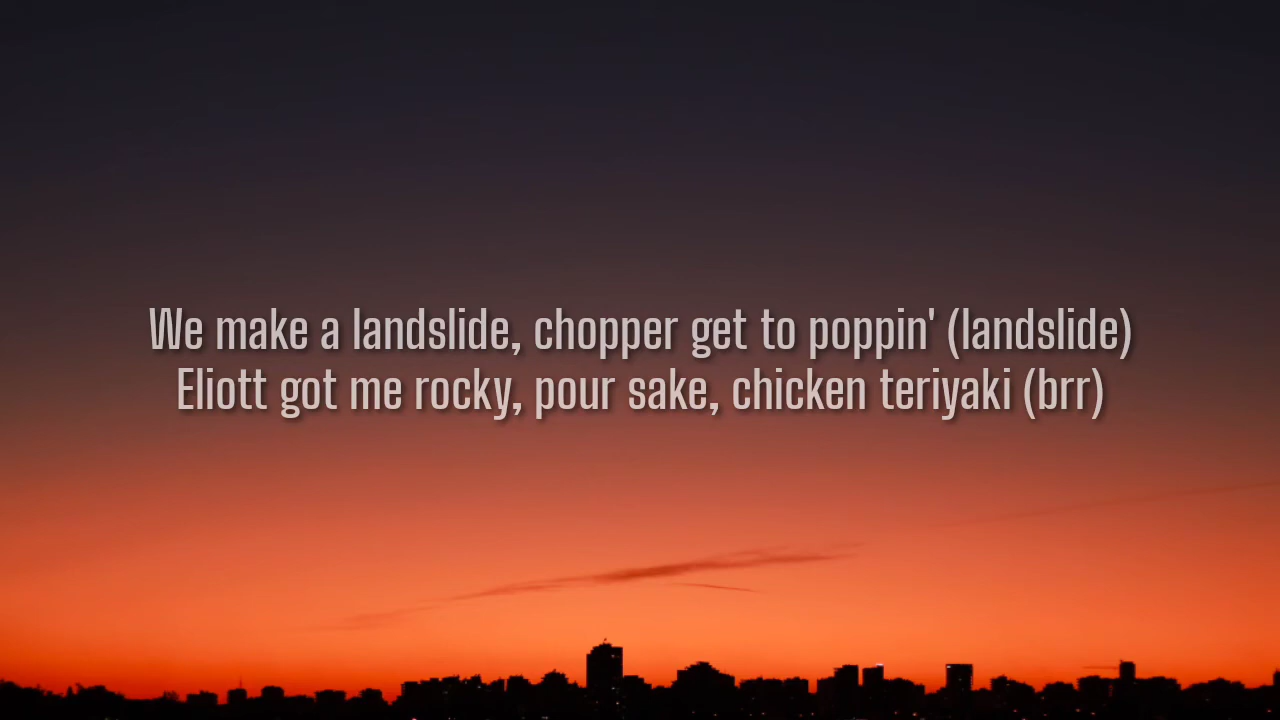 We make a landslide, chopper get to poppin' (landslide)
Eliott got me rocky, pour sake, chicken teriyaki (brr)